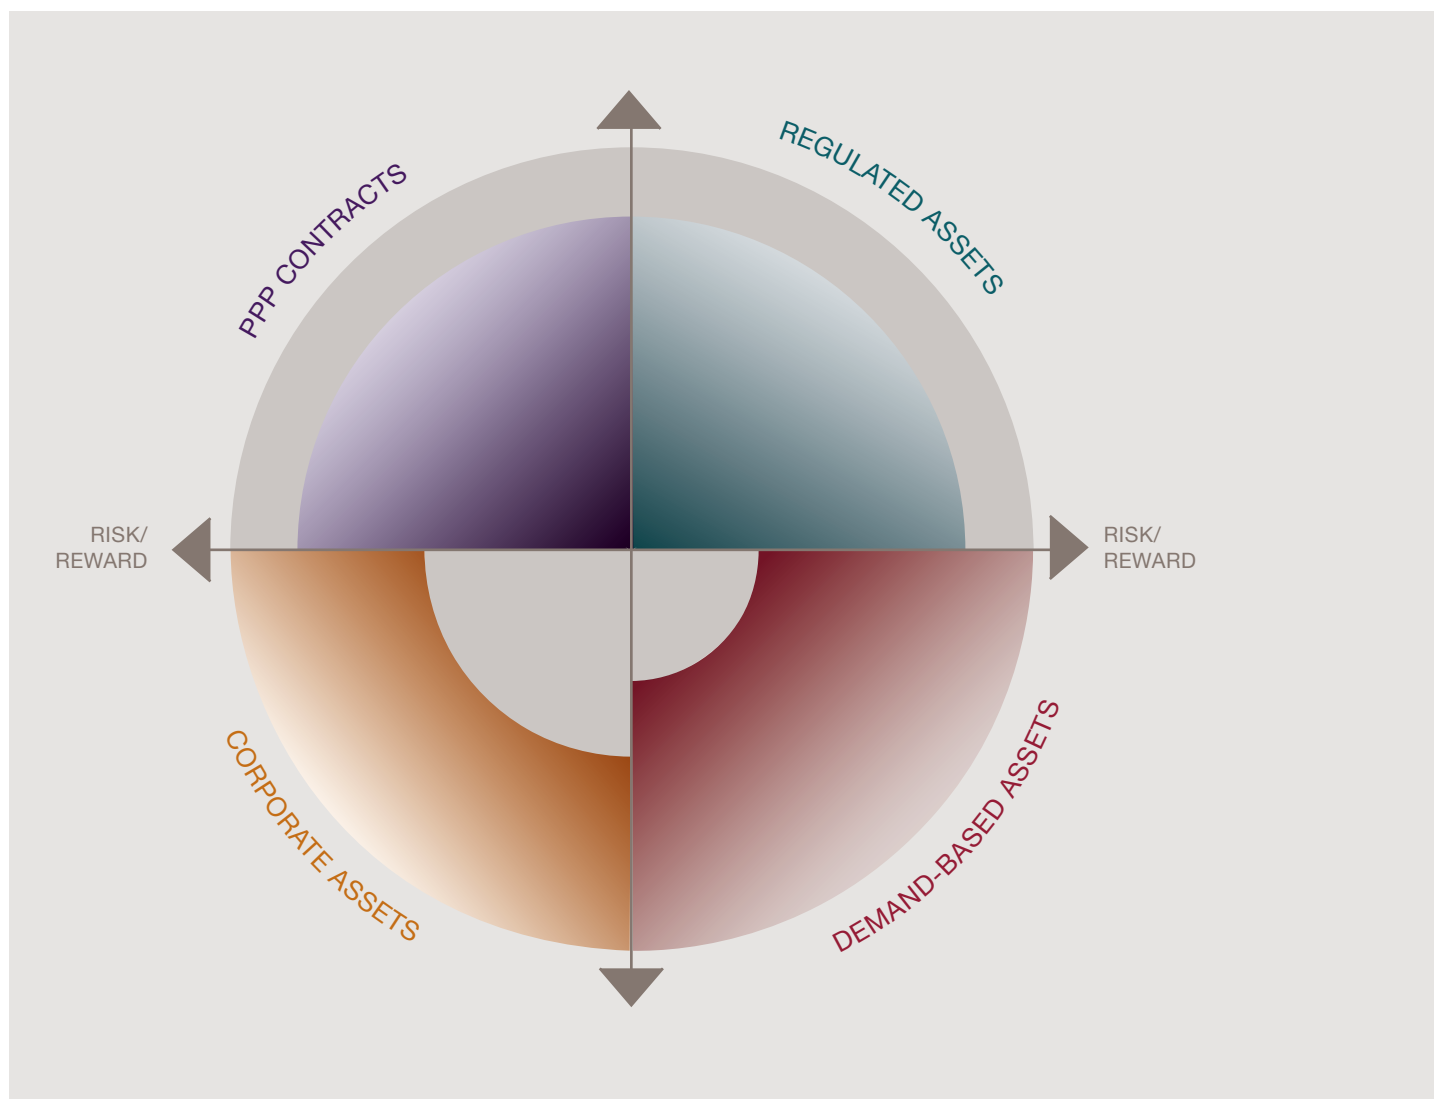 PPP CONTRACTS
REGULATED ASSETS
RISK/
REWARD
RISK/
REWARD
CORPORATE ASSETS
DEMAND-BASED ASSETS